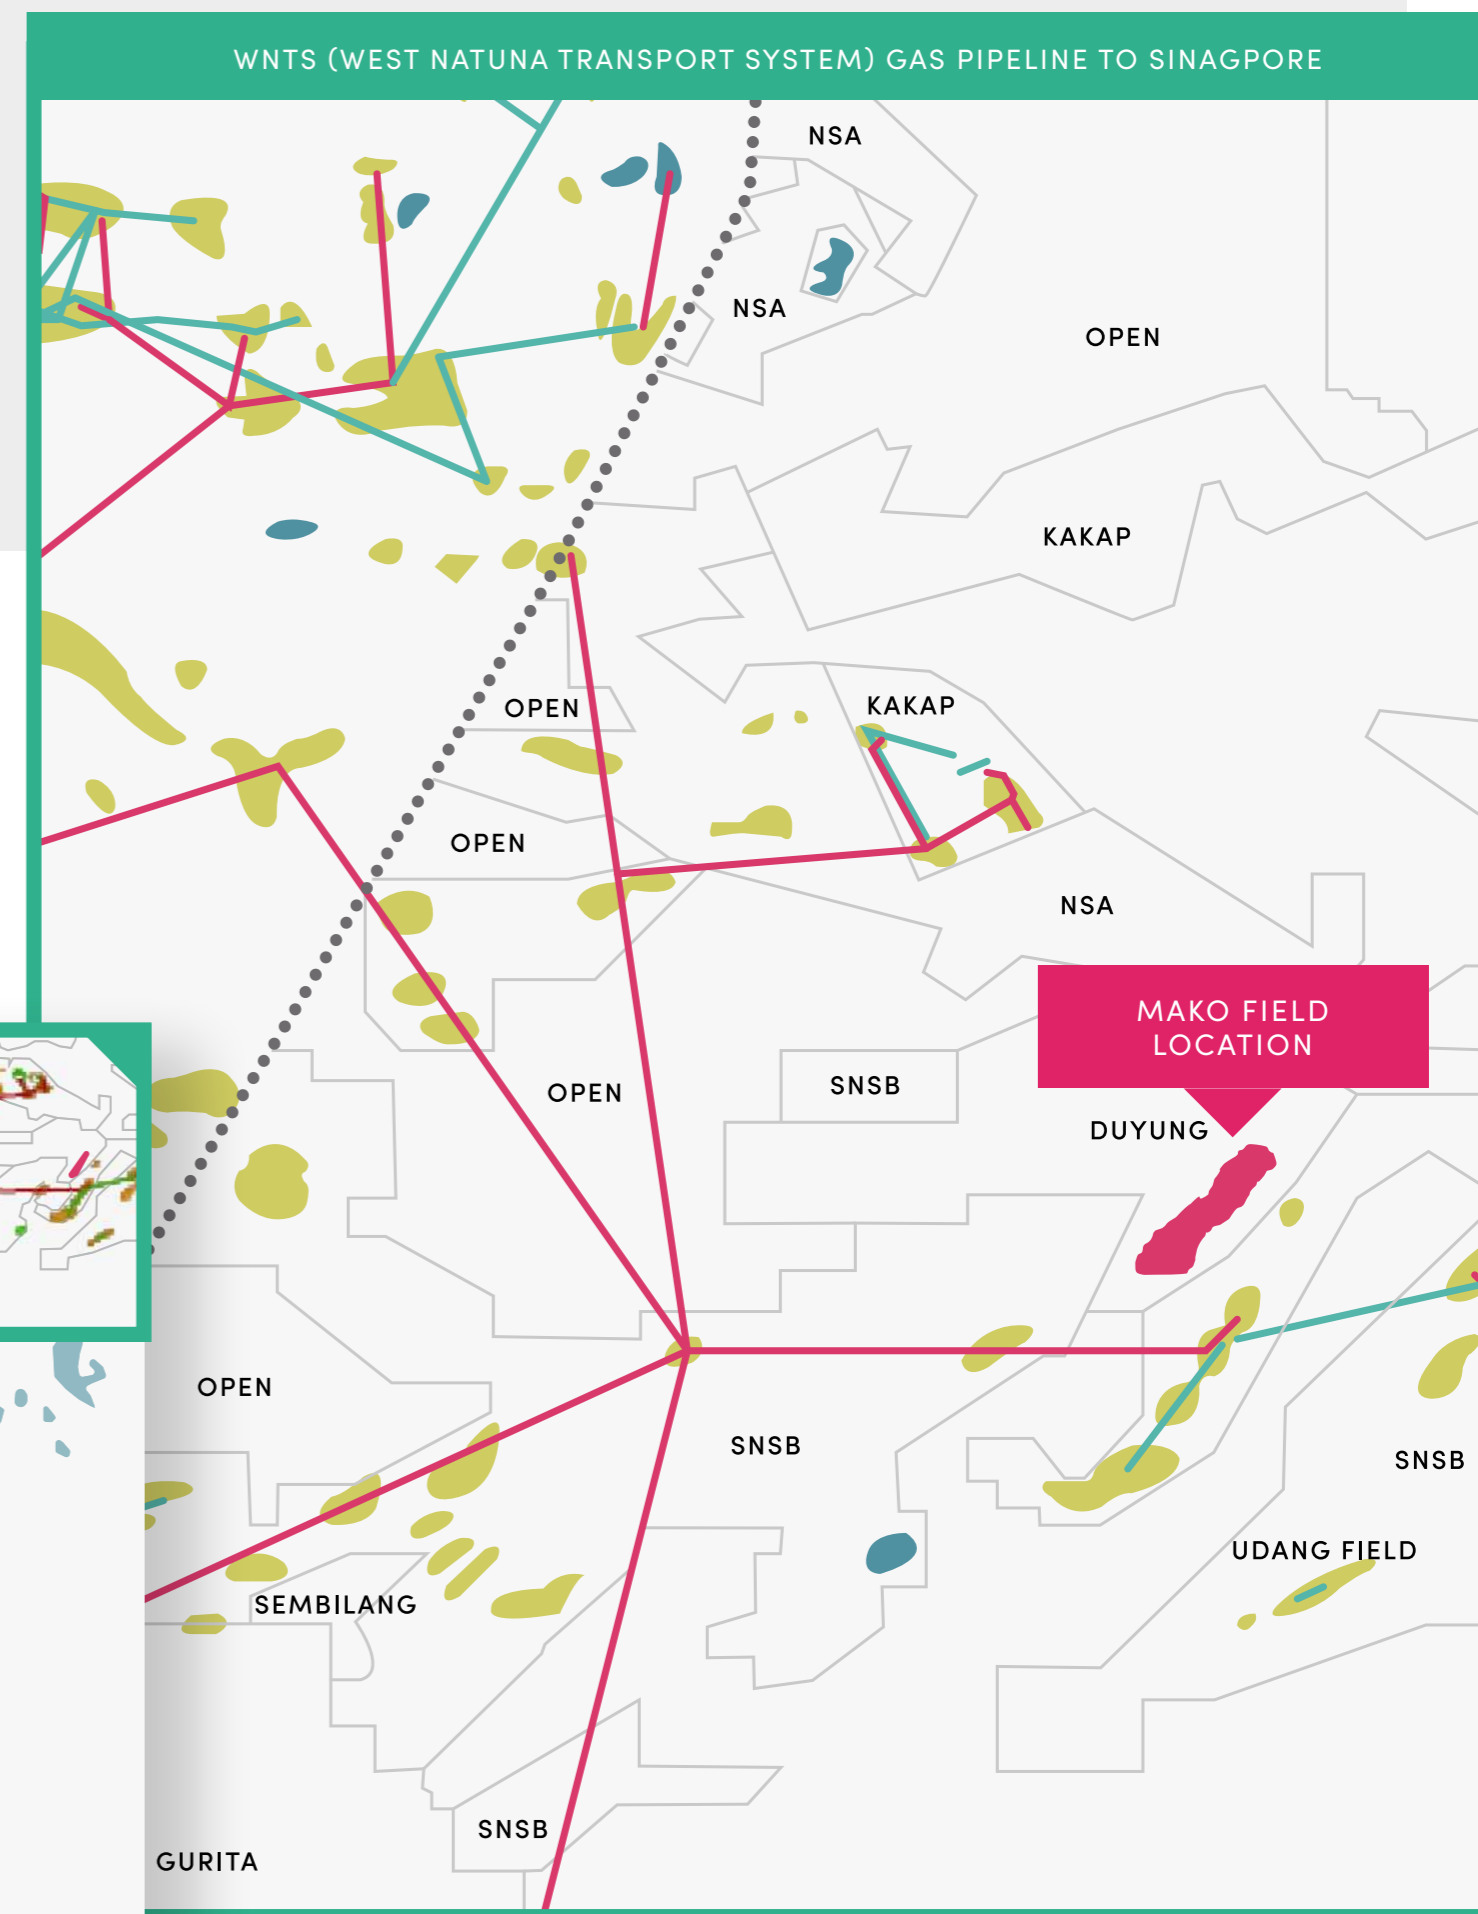 WNTS (WEST NATUNA TRANSPORT SYSTEM) GAS PIPELINE TO SINAGPORE
NSA
NSA
OPEN
KAKAP
OPEN
KAKAP
OPEN
NSA
MAKO FIELD
LOCATION
SNSB
OPEN
DUYUNG
OPEN
SNSB
SNSB
UDANG FIELD
SEMBILANG
SNSB
GURITA